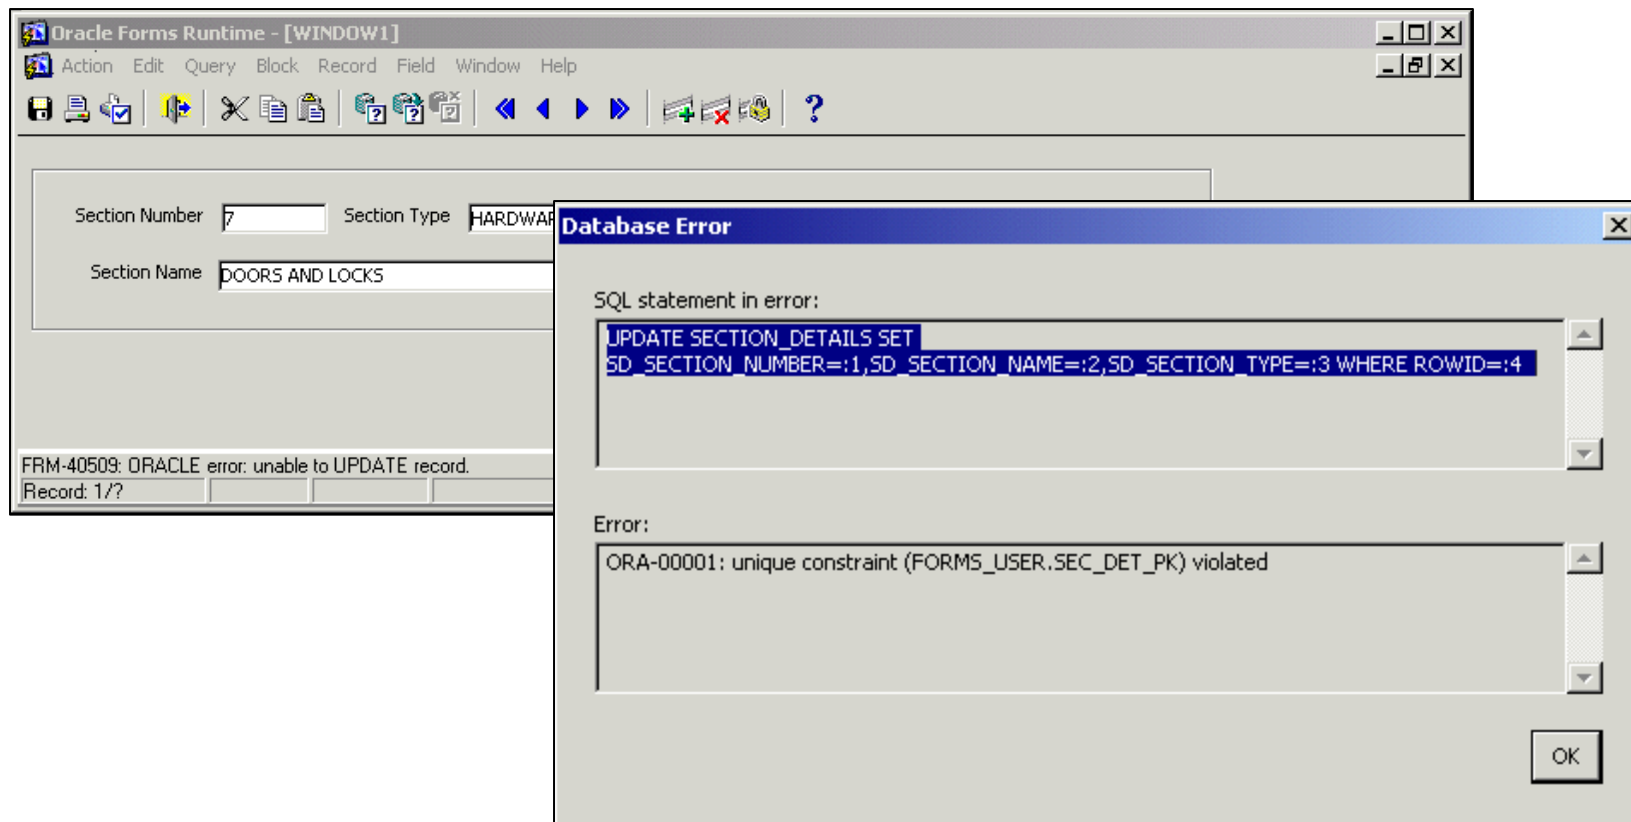 Oracle Forms Runtime - [WINDOW1]
Action Edit Query Block Record Field Window Help
Section Number 7 Section Type HARDWAR
Section Name DOORS AND LOCKS
FRM-40509: ORACLE error: unable to UPDATE record.
Record: 1/?
Database Error
SQL statement in error:
UPDATE SECTION_DETAILS SET
SD_SECTION_NUMBER=:1,SD_SECTION_NAME=:2,SD_SECTION_TYPE=:3 WHERE ROWID=:4
Error:
ORA-00001: unique constraint (FORMS_USER.SEC_DET_PK) violated
OK